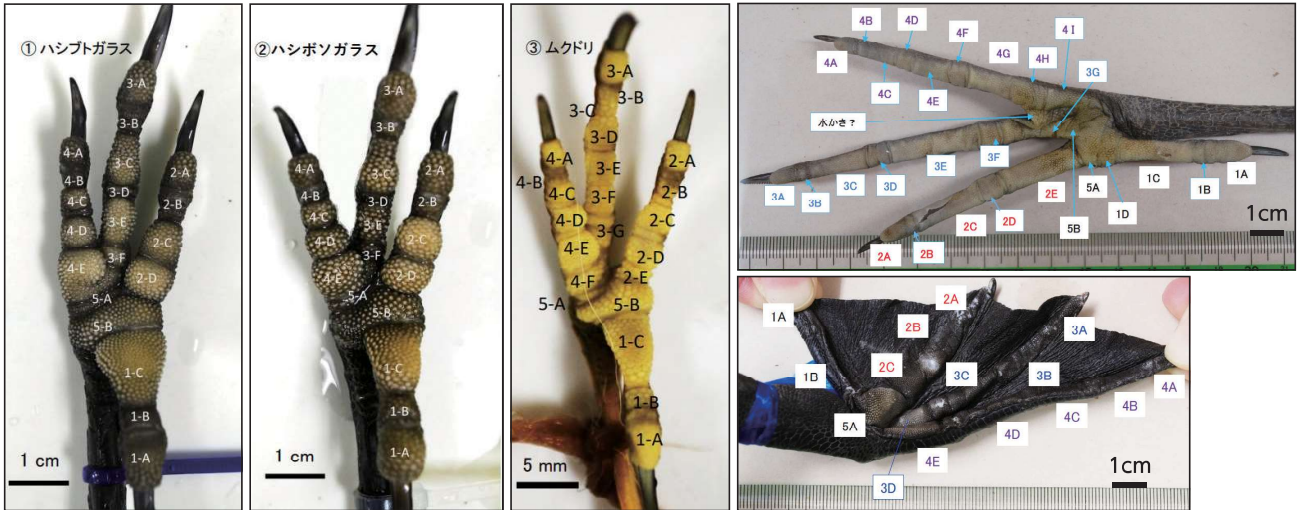 ① ハシブトガラス
3-A
3-B
4-A
3-C
2-A
4-B
3-D
2-B
4-C
3-E
4-D
2-C
3-F
4-E
2-D
5-A
5-B
1-C
1-B
1-A
1 cm
② ハシボソガラス
3-A
3-B
4-A
3-C
2-A
4-B
3-D
2-B
4-C
3-E
4-D
2-C
3-F
4-E
2-D
5-A
5-B
1-C
1-B
1-A
1 cm
③ ムクドリ
3-A
3-B
3-C
3-D
4-A
3-E
2-A
4-B
4-C
3-F
2-B
4-D
3-G
2-C
4-E
2-D
4-F
2-E
5-A
5-B
1-C
1-B
1-A
5 mm
4B
4D
4F
4I
4A
4G
4H
3G
4C
4E
水かき?
3E
3F
3A
3C
3D
3B
2E
5A
1C
1B
1A
1D
2C
2D
5B
2A
2B
1cm
1A
2A
2B
3A
2C
3C
3B
4A
1B
4B
4C
5A
4D
4E
3D
1cm